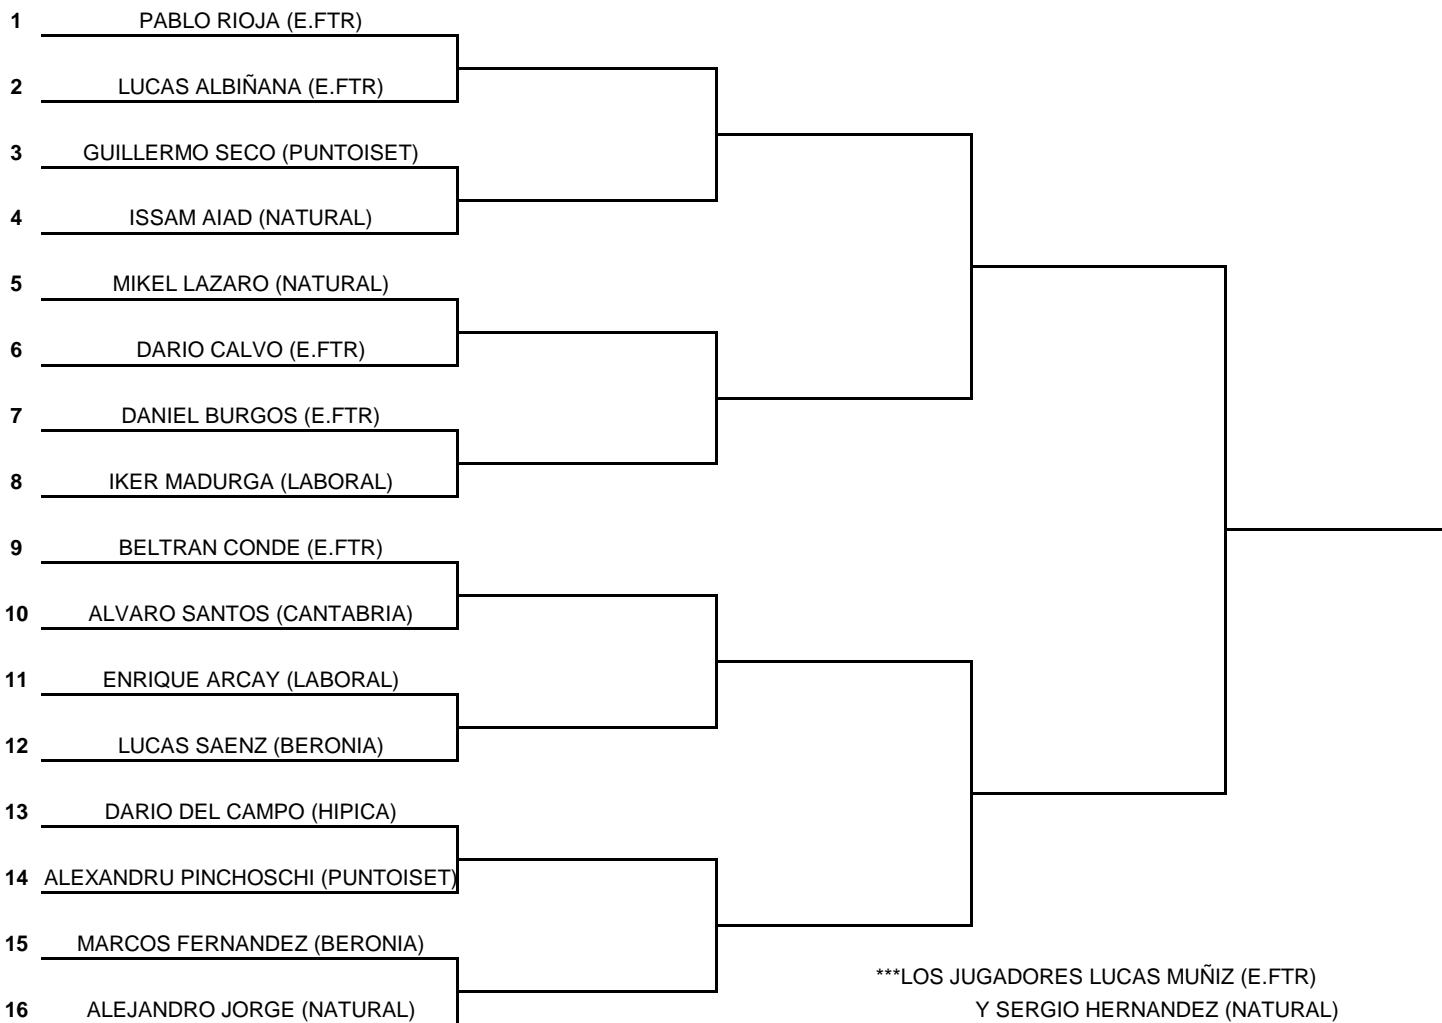 1 PABLO RIOJA (E.FTR)
2 LUCAS ALBIÑANA (E.FTR)
3 GUILLERMO SECO (PUNTOISET)
4 ISSAM AIAD (NATURAL)
5 MIKEL LAZARO (NATURAL)
6 DARIO CALVO (E.FTR)
7 DANIEL BURGOS (E.FTR)
8 IKER MADURGA (LABORAL)
9 BELTRAN CONDE (E.FTR)
10 ALVARO SANTOS (CANTABRIA)
11 ENRIQUE ARCAY (LABORAL)
12 LUCAS SAENZ (BERONIA)
13 DARIO DEL CAMPO (HIPICA)
14 ALEXANDRU PINCHOSCHI (PUNTOISET)
15 MARCOS FERNANDEZ (BERONIA)
16 ALEJANDRO JORGE (NATURAL)
***LOS JUGADORES LUCAS MUÑIZ (E.FTR)
Y SERGIO HERNANDEZ (NATURAL)